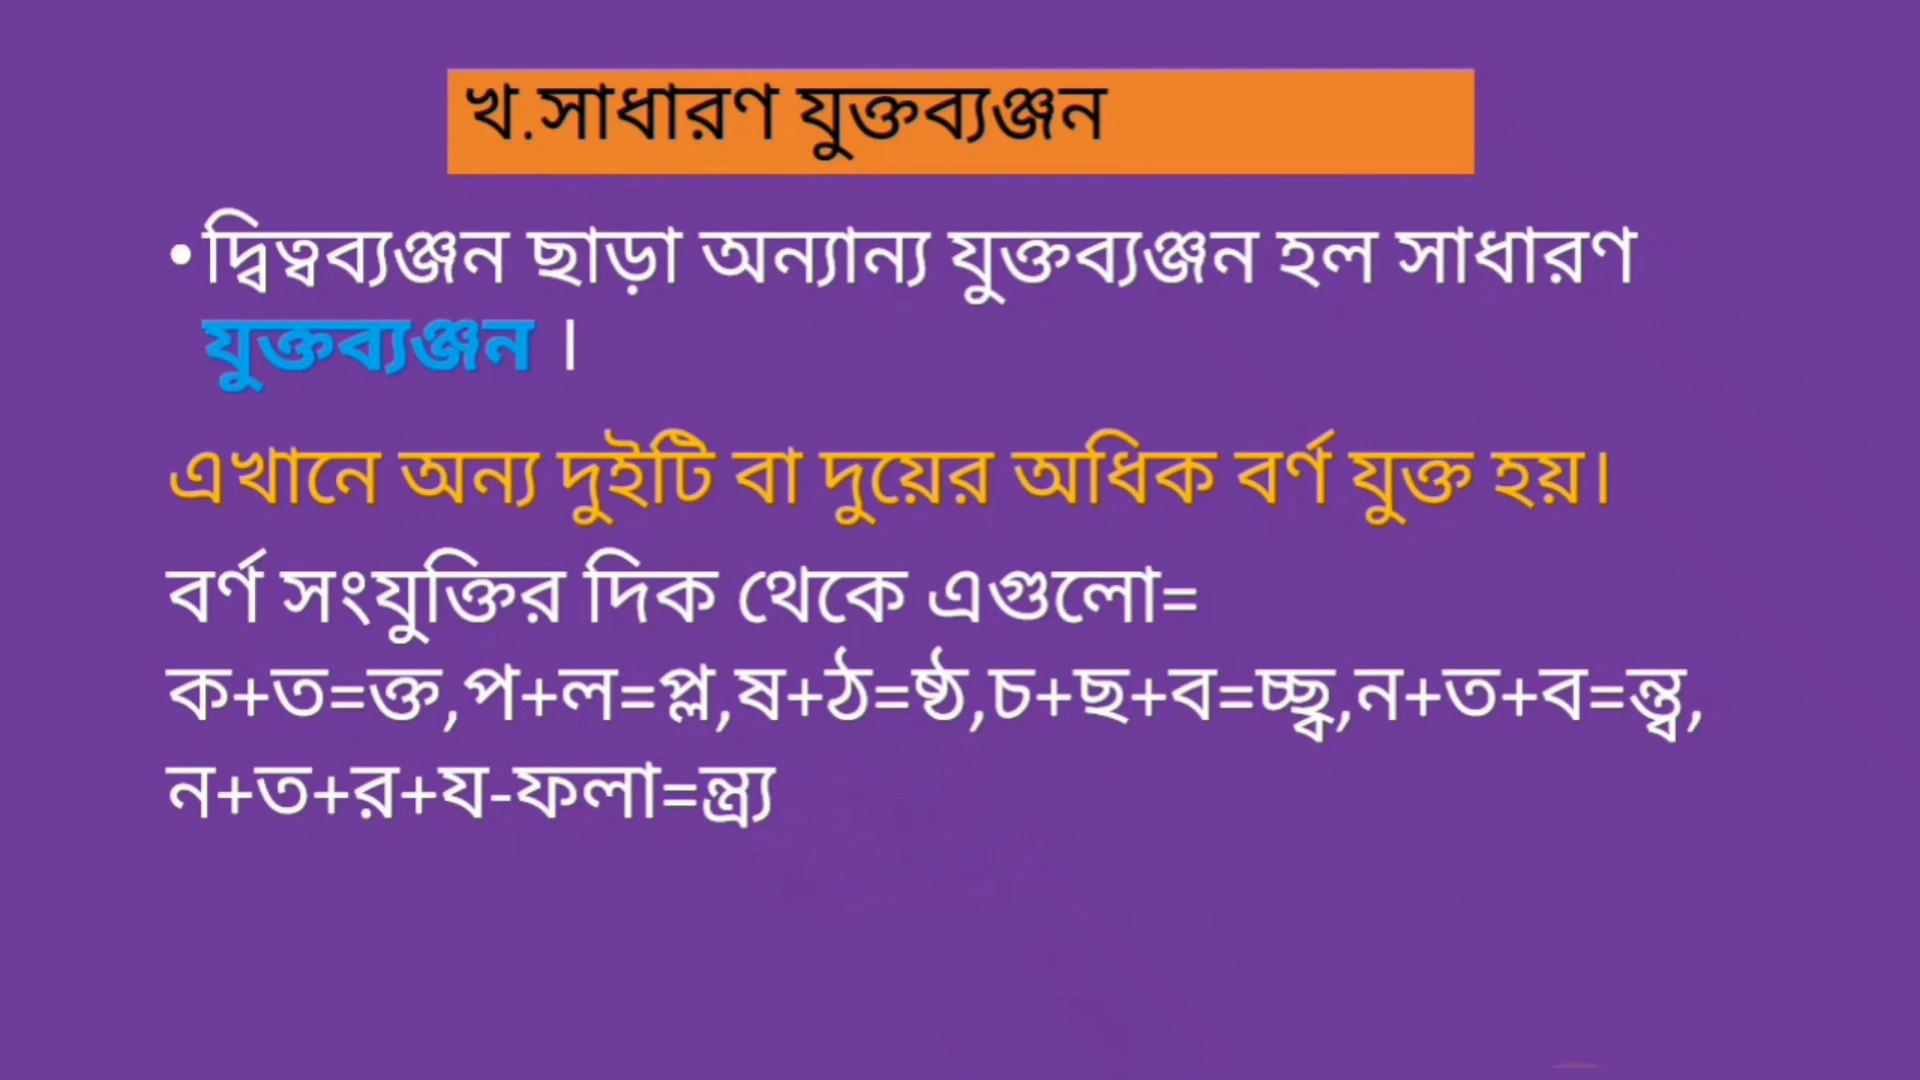 খ.সাধারণ যুক্তব্যঞ্জন
•দ্বিত্বব্যঞ্জন ছাড়া অন্যান্য যুক্তব্যঞ্জন হল সাধারণ
যুক্তব্যঞ্জন ।
এখানে অন্য দুইটি বা দুয়ের অধিক বর্ণ যুক্ত হয়।
বর্ণ সংযুক্তির দিক থেকে এগুলো=
ক+ত=ক্ত,প+ল=প্ল,ষ+ঠ=ষ্ঠ,চ+ছ+ব=চ্ছ্ব,ন+ত+ব=ন্ত্ব,
ন+ত+র+য-ফলা=ন্ত্র্য